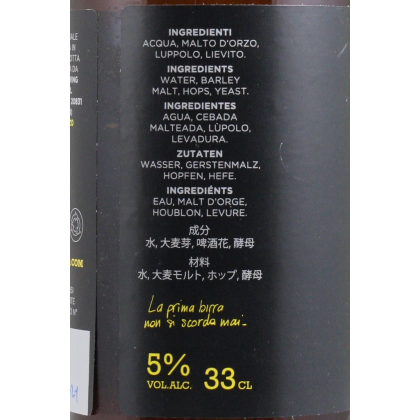 INGREDIENTI
ACQUA, MALTO D'ORZO,
LUPPOLO, LIEVITO.
INGREDIENTS
WATER, BARLEY
MALT, HOPS, YEAST.
INGREDIENTES
AGUA, CEBADA
MALTEADA, LÙPOLO,
LEVADURA.
ZUTATEN
WASSER, GERSTENMALZ,
HOPFEN, HEFE.
INGREDIÉNTS
EAU, MALT D'ORGE,
HOUBLON, LEVURE.
成分
水, 大麦芽, 啤酒花, 酵母
材料
水, 大麦モルト, ホップ, 酵母
La prima birra
non si scorda mai_
5% 33 CL
VOL.ALC.